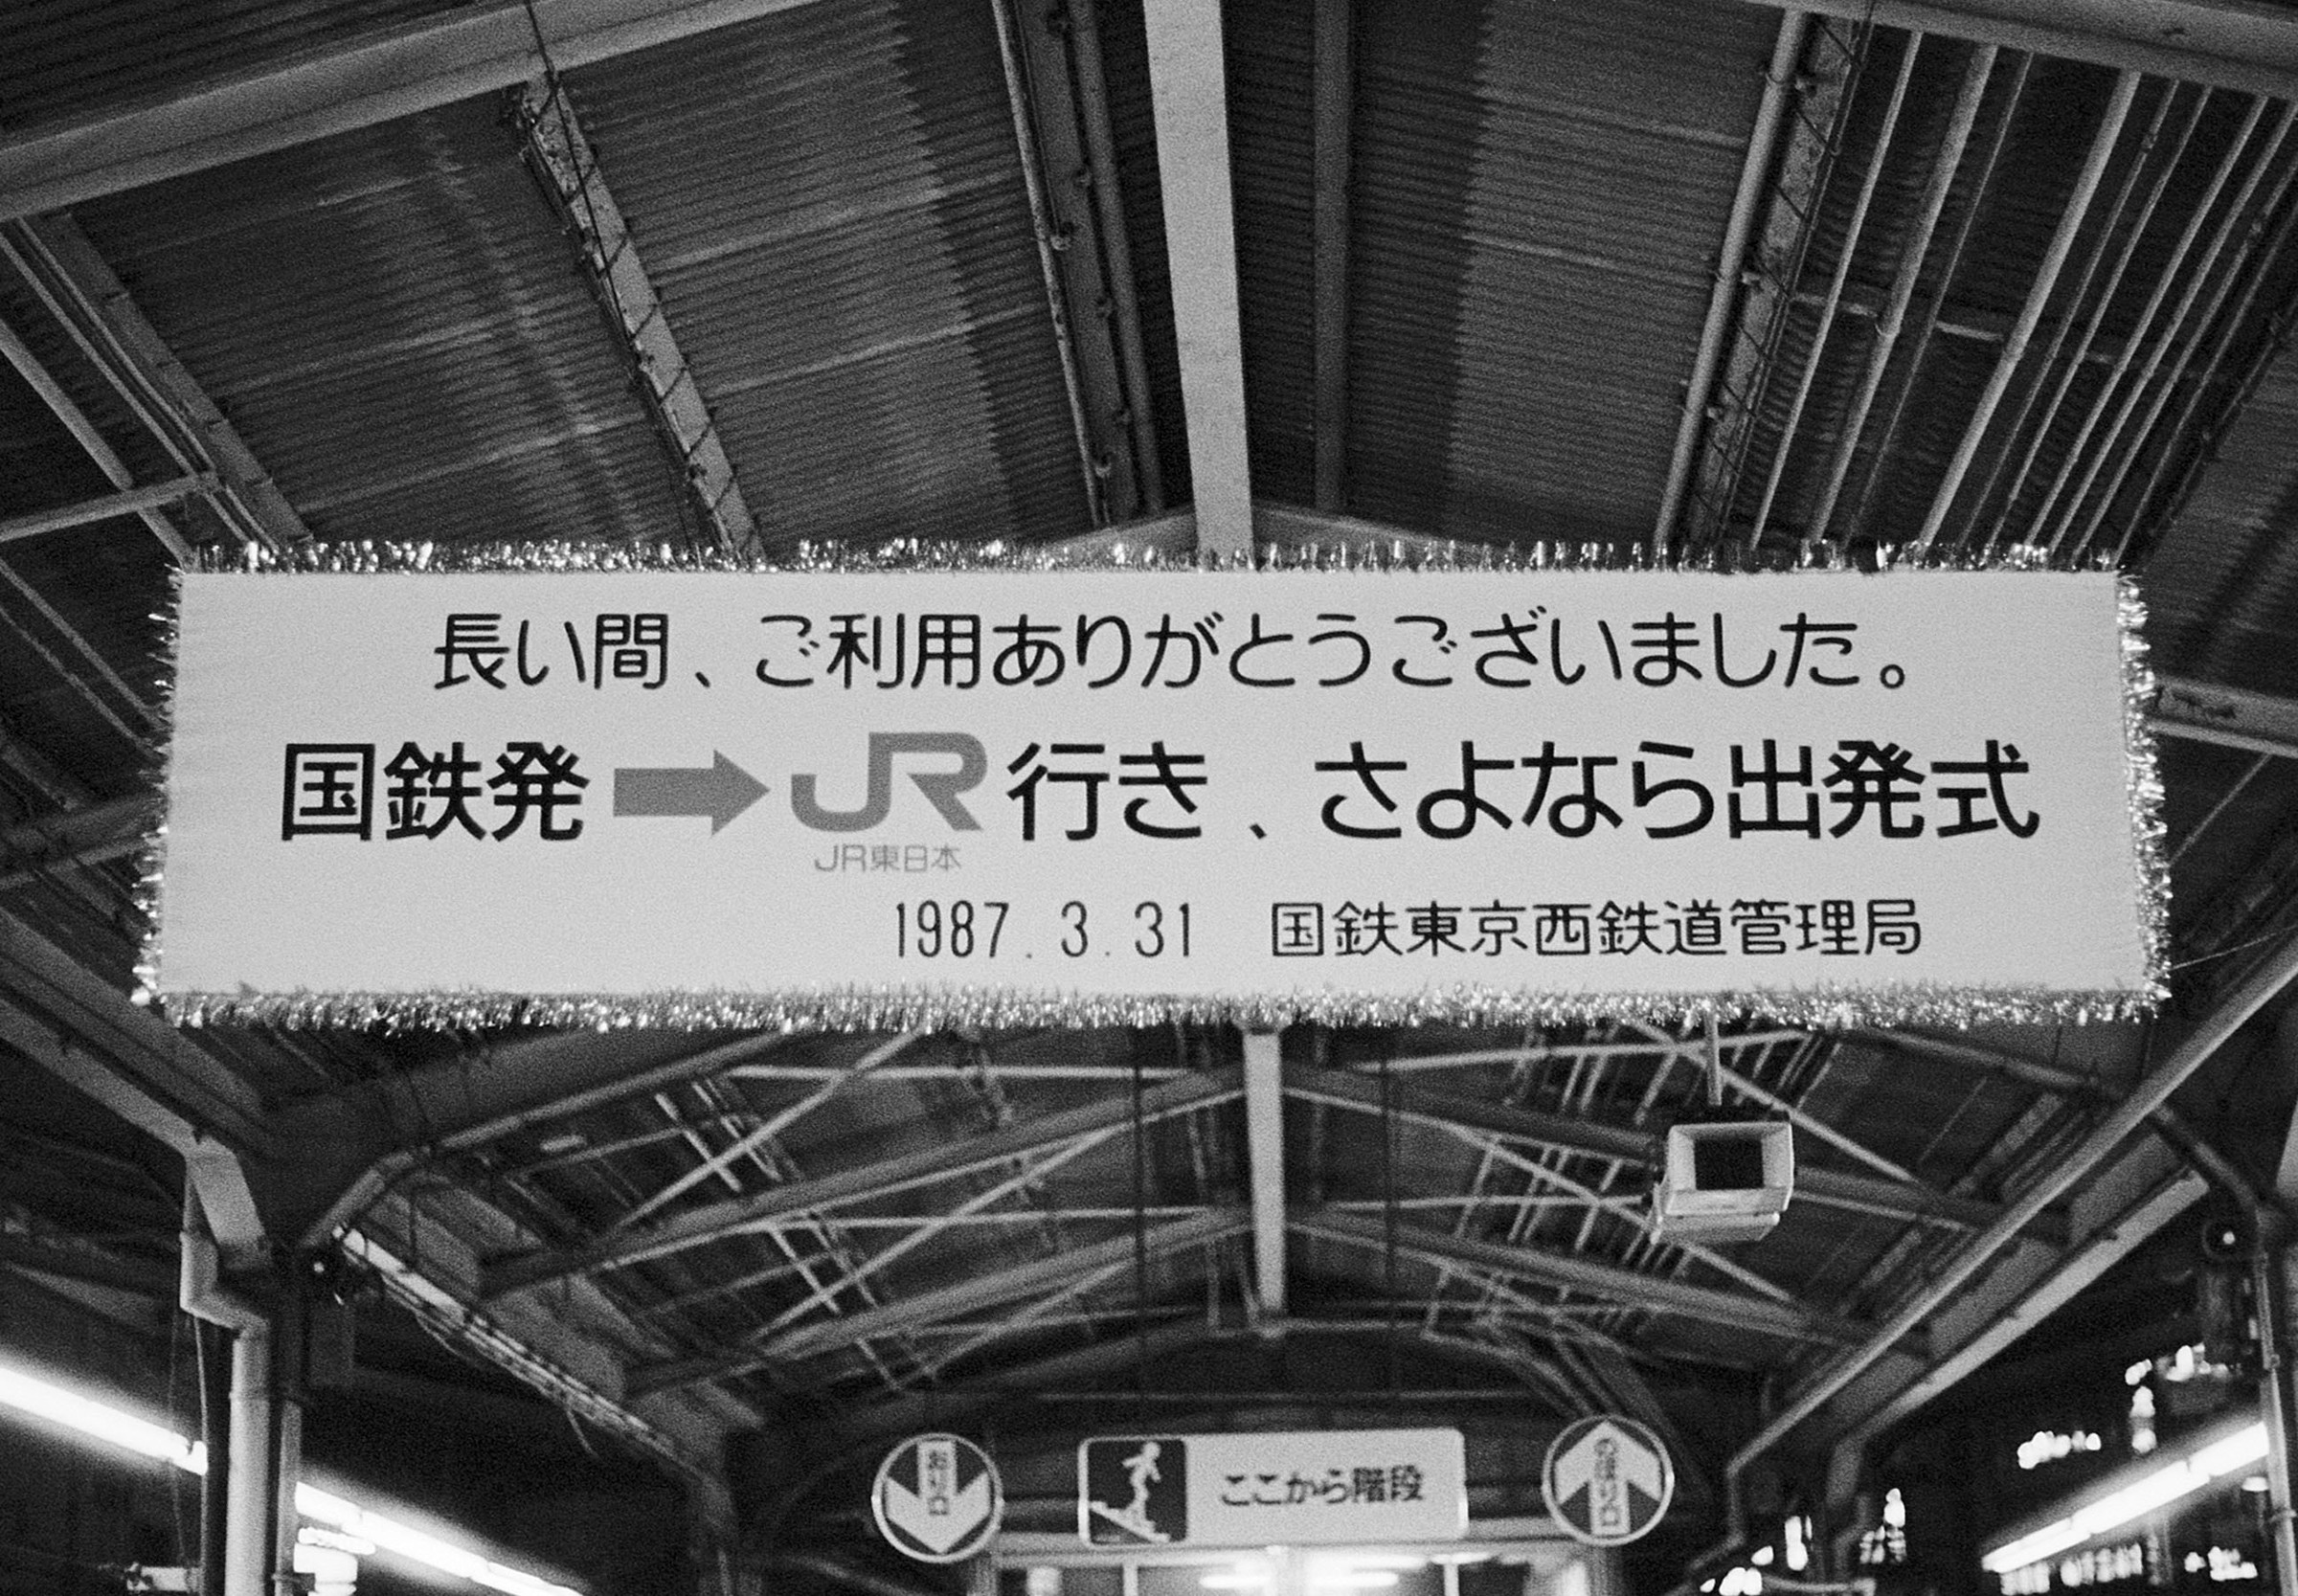 長い間、ご利用ありがとうございました。
国鉄発➡JR行き、さよなら出発式
JR東日本
1987.3.31 国鉄東京西鉄道管理局
おり口
ここから階段
のぼり口